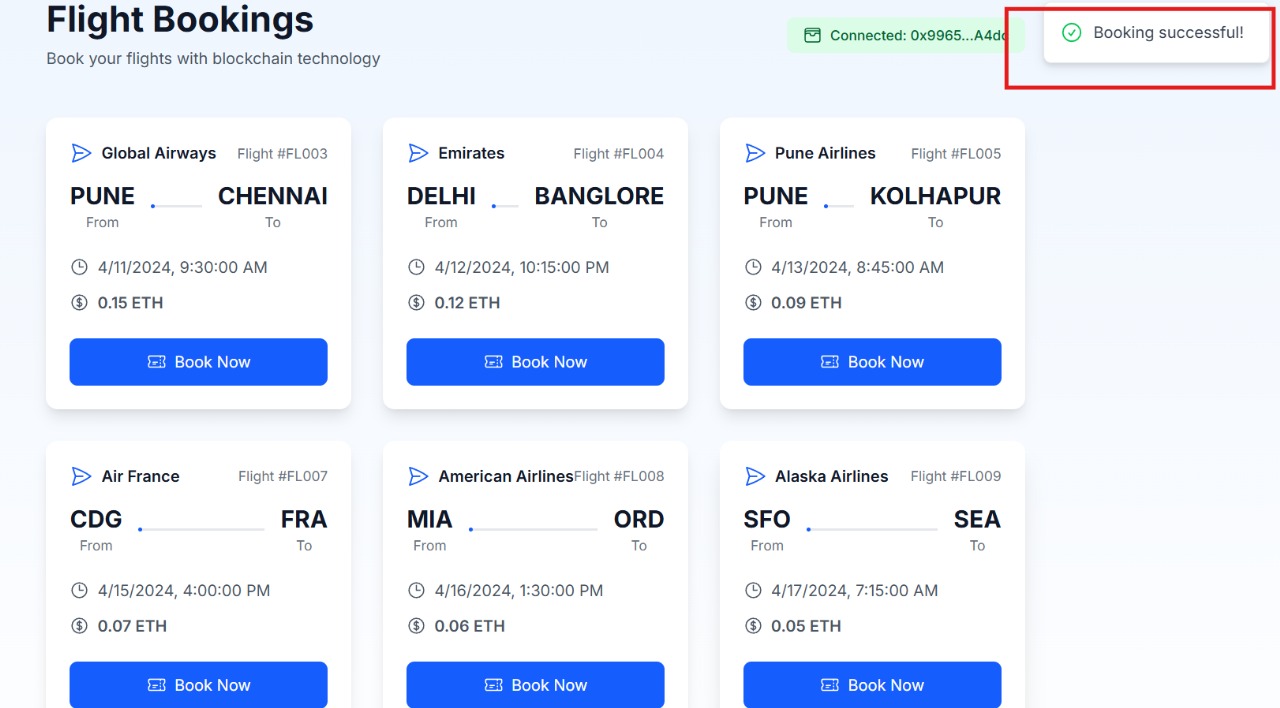 Flight Bookings
Book your flights with blockchain technology
Connected: 0x9965...A4dc
Booking successful!
Global Airways Flight #FL003
PUNE CHENNAI
From To
4/11/2024, 9:30:00 AM
0.15 ETH
Book Now
Emirates Flight #FL004
DELHI BANGLORE
From To
4/12/2024, 10:15:00 PM
0.12 ETH
Book Now
Pune Airlines Flight #FL005
PUNE KOLHAPUR
From To
4/13/2024, 8:45:00 AM
0.09 ETH
Book Now
Air France Flight #FL007
CDG FRA
From To
4/15/2024, 4:00:00 PM
0.07 ETH
Book Now
American Airlines Flight #FL008
MIA ORD
From To
4/16/2024, 1:30:00 PM
0.06 ETH
Book Now
Alaska Airlines Flight #FL009
SFO SEA
From To
4/17/2024, 7:15:00 AM
0.05 ETH
Book Now